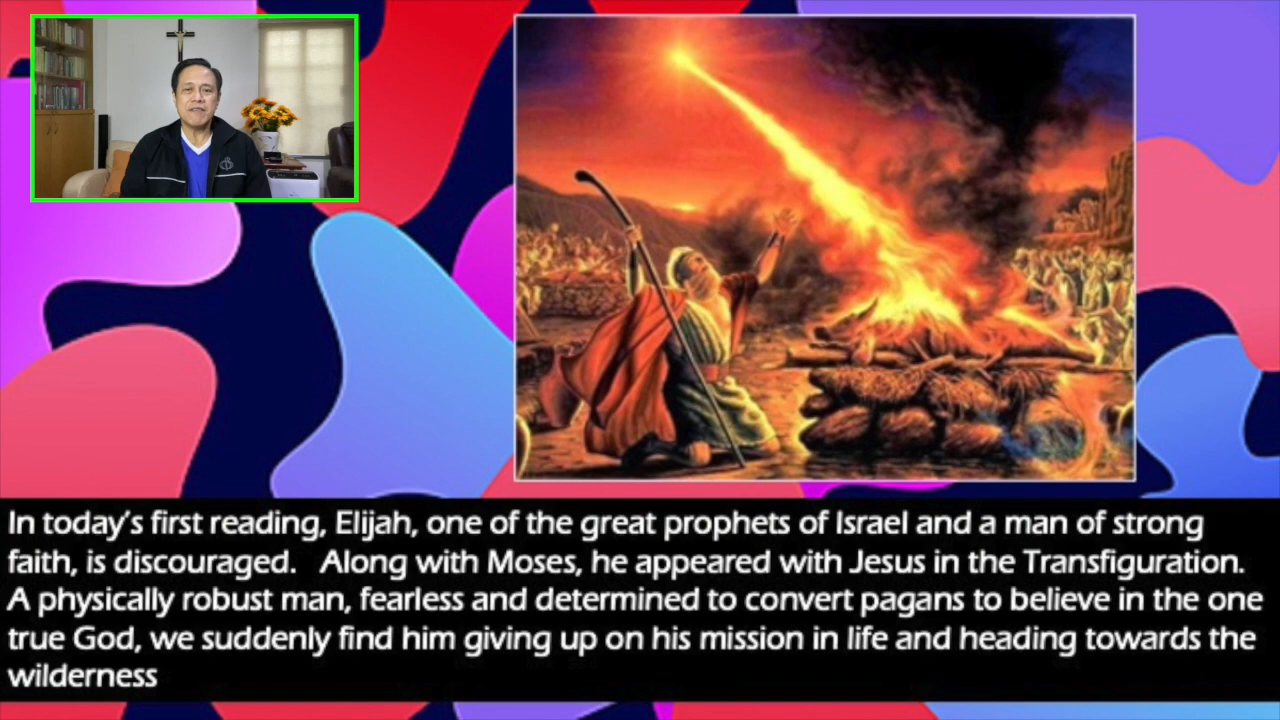 In today's first reading, Elijah, one of the great prophets of Israel and a man of strong
faith, is discouraged.   Along with Moses, he appeared with Jesus in the Transfiguration.
A physically robust man, fearless and determined to convert pagans to believe in the one
true God, we suddenly find him giving up on his mission in life and heading towards the
wilderness